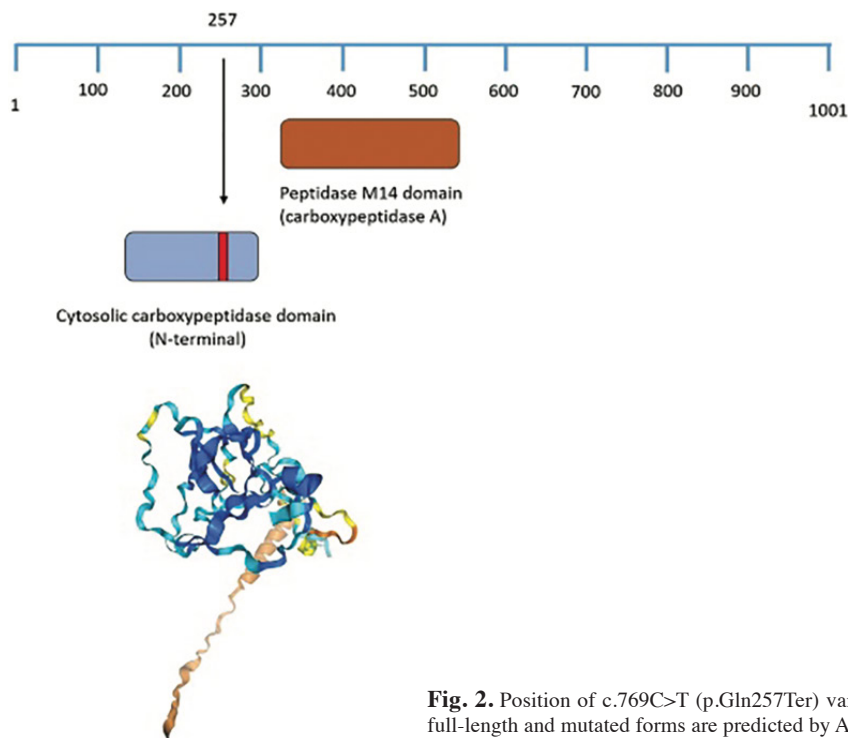 257
1 100 200 300 400 500 600 700 800 900 1001
Peptidase M14 domain
(carboxypeptidase A)
Cytosolic carboxypeptidase domain
(N-terminal)
Fig. 2. Position of c.769C>T (p.Gln257Ter)
full-length and mutated forms are predicted by